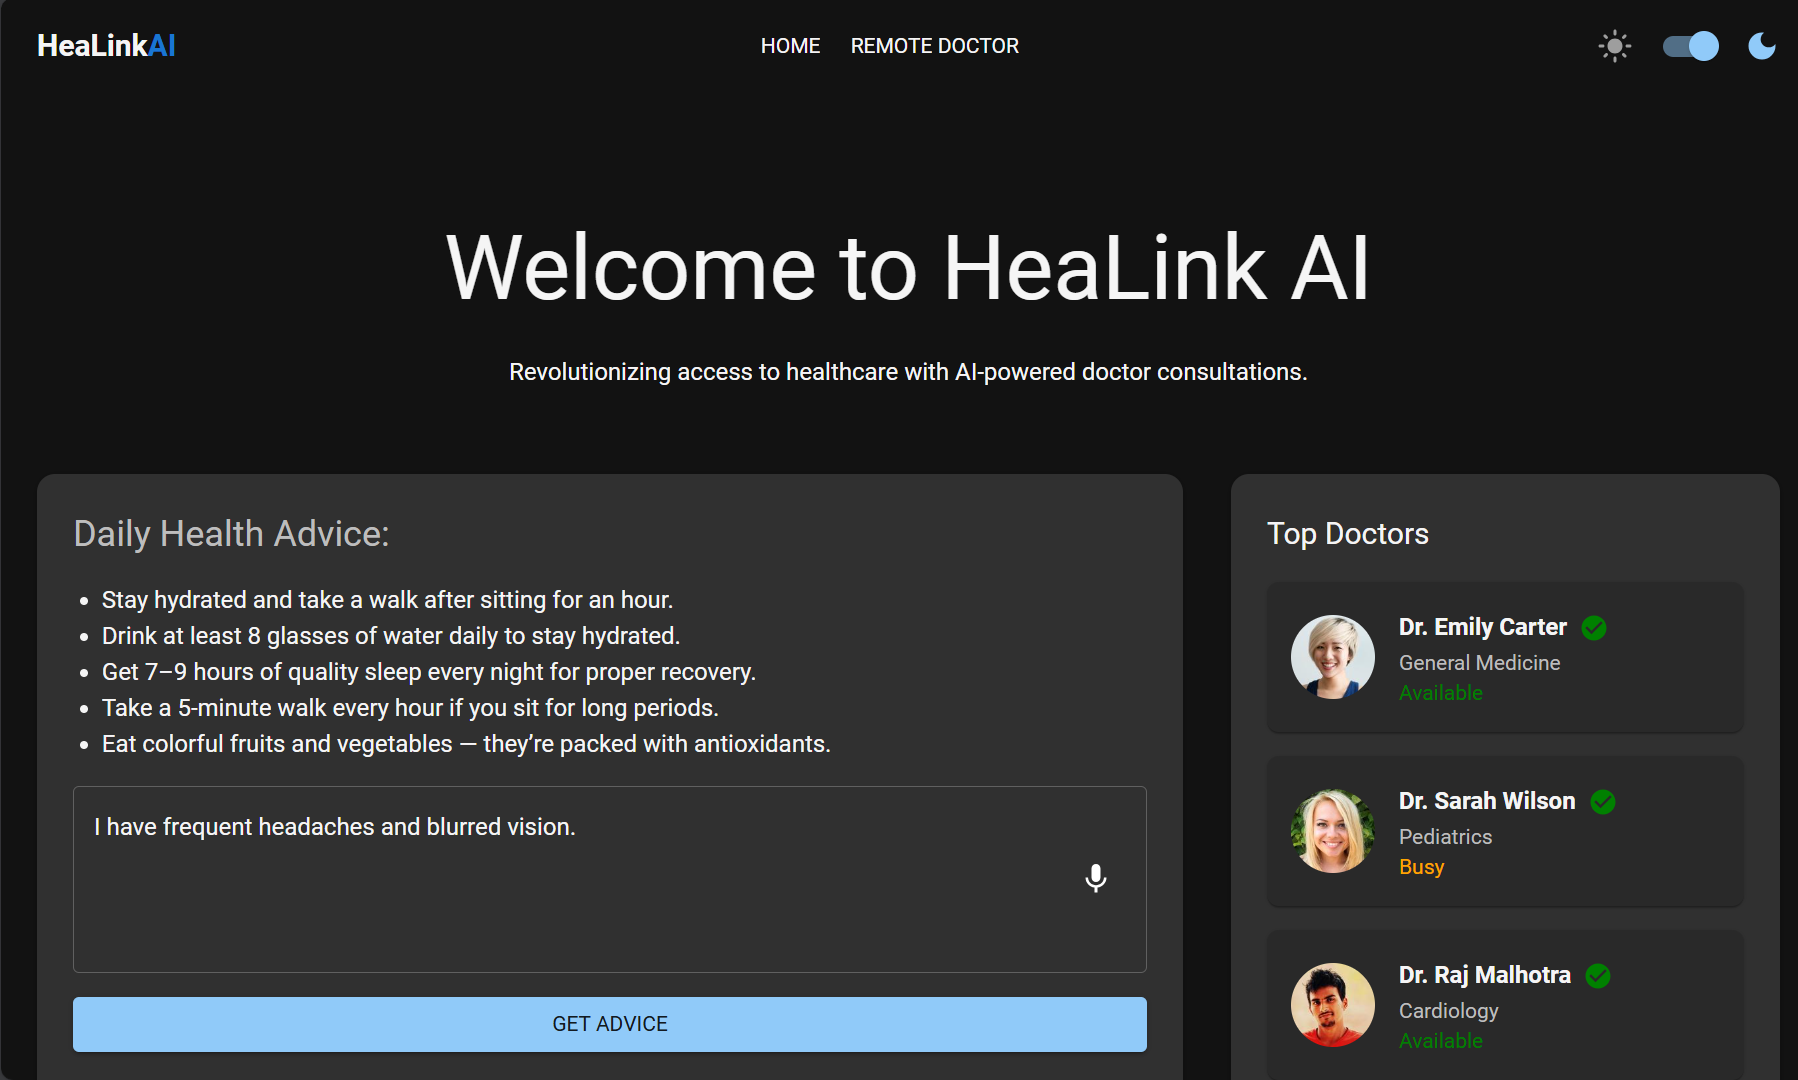 HeaLinkAI
HOME
REMOTE DOCTOR
Welcome to HeaLink AI
Revolutionizing access to healthcare with AI-powered doctor consultations.
Daily Health Advice:
• Stay hydrated and take a walk after sitting for an hour.
• Drink at least 8 glasses of water daily to stay hydrated.
• Get 7–9 hours of quality sleep every night for proper recovery.
• Take a 5-minute walk every hour if you sit for long periods.
• Eat colorful fruits and vegetables — they’re packed with antioxidants.
I have frequent headaches and blurred vision.
GET ADVICE
Top Doctors
Dr. Emily Carter
General Medicine
Available
Dr. Sarah Wilson
Pediatrics
Busy
Dr. Raj Malhotra
Cardiology
Available